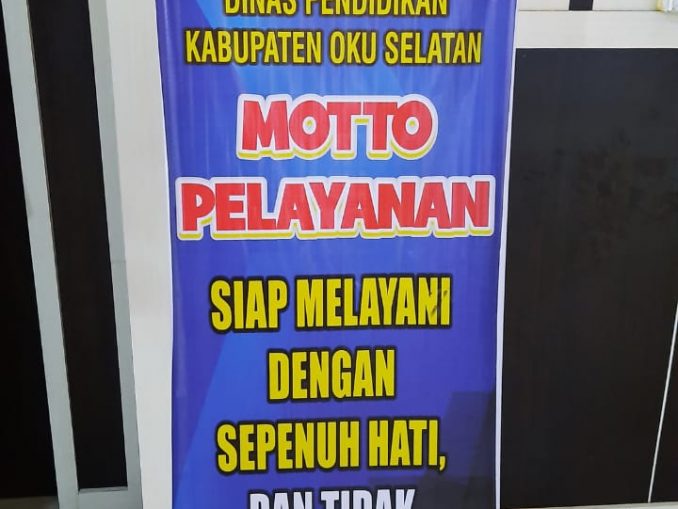 DINAS PENDIDIKAN
KABUPATEN OKU SELATAN
MOTTO
PELAYANAN
SIAP MELAYANI
DENGAN
SEPENUH HATI,
DAN TIDAK